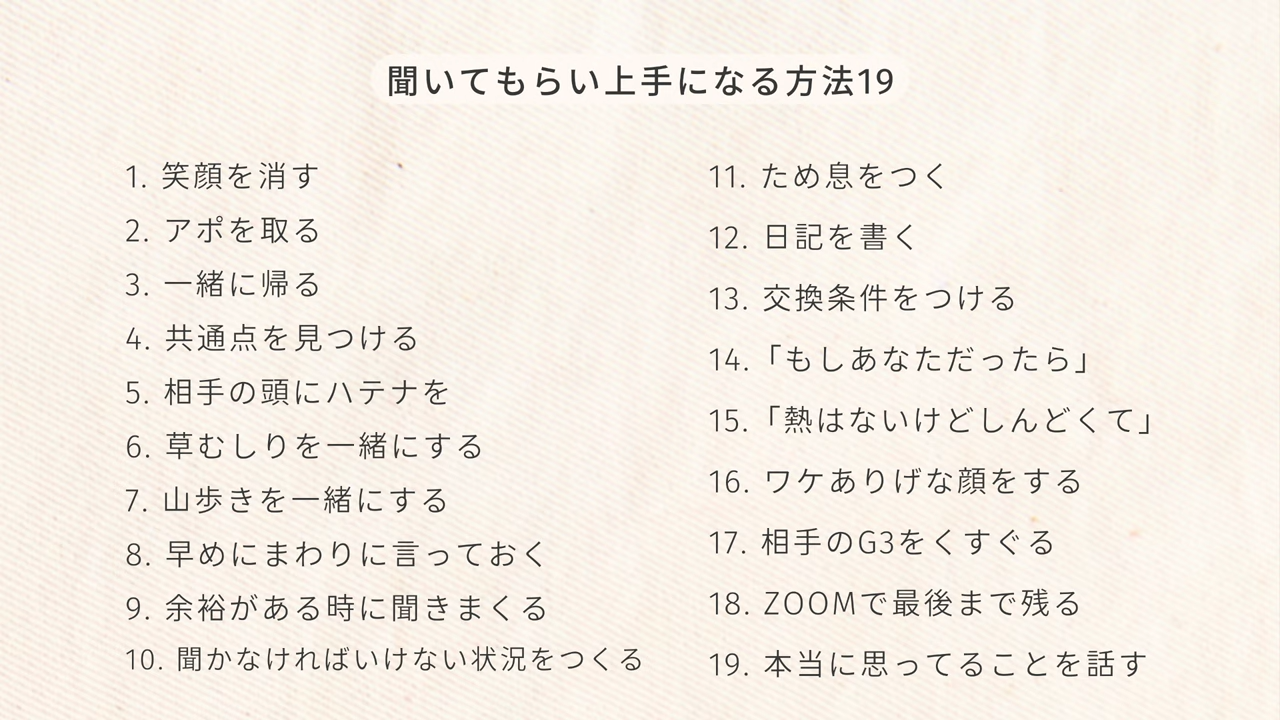 聞いてもらい上手になる方法19
1. 笑顔を消す
2. アポを取る
3. 一緒に帰る
4. 共通点を見つける
5. 相手の頭にハテナを
6. 草むしりを一緒にする
7. 山歩きを一緒にする
8. 早めにまわりに言っておく
9. 余裕がある時に聞きまくる
10. 聞かなければいけない状況をつくる
11. ため息をつく
12. 日記を書く
13. 交換条件をつける
14.「もしあなただったら」
15.「熱はないけどしんどくて」
16. ワケありげな顔をする
17. 相手のG3をくすぐる
18. ZOOMで最後まで残る
19. 本当に思ってることを話す